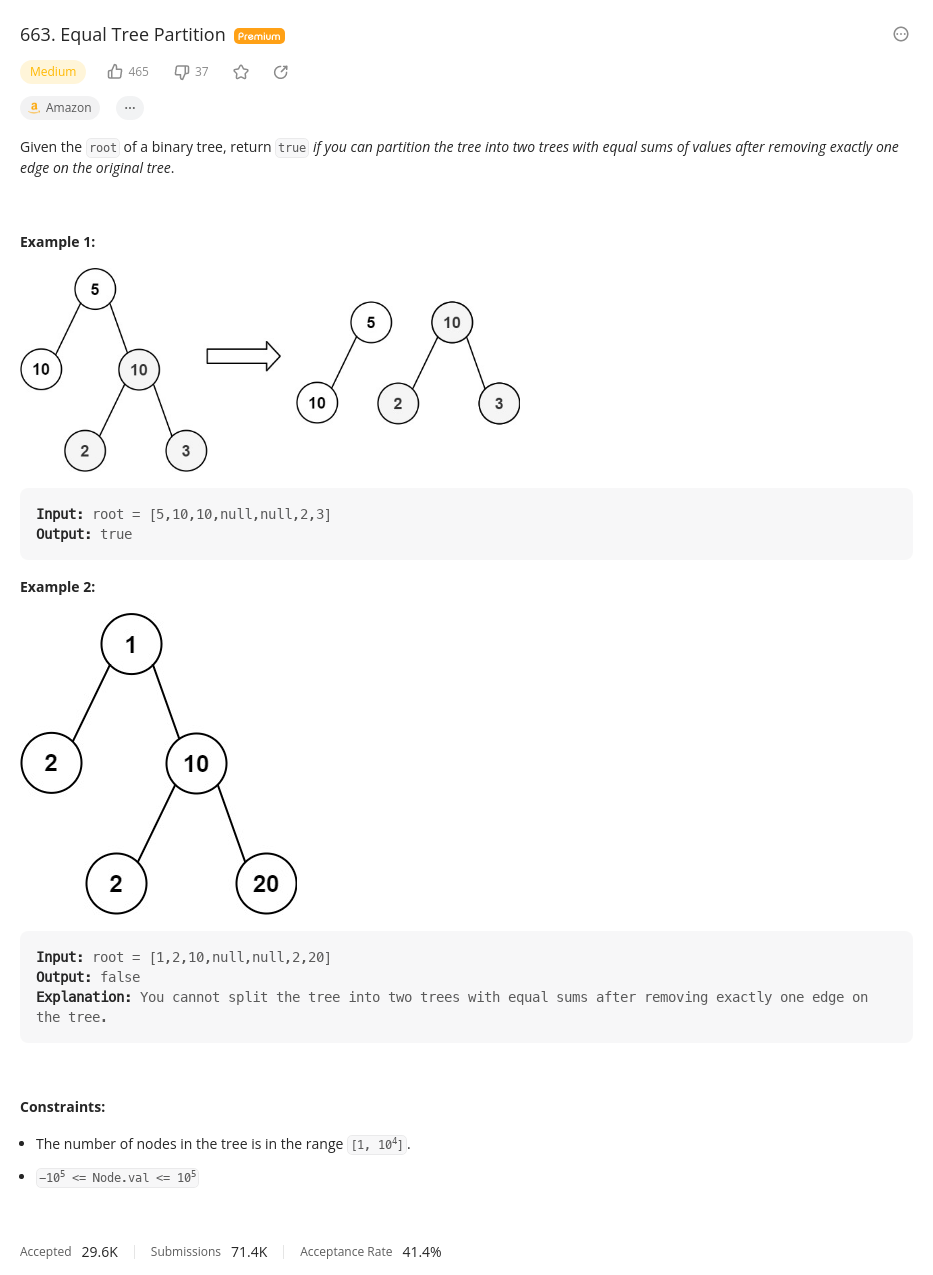 663. Equal Tree Partition Premium
Medium 465 37
a Amazon ...
Given the root of a binary tree, return true if you can partition the tree into two trees with equal sums of values after removing exactly one
edge on the original tree.
Example 1:
5
10 10
2 3
5 10
10 2 3
Input: root = [5,10,10,null,null,2,3]
Output: true
Example 2:
1
2 10
2 20
Input: root = [1,2,10,null,null,2,20]
Output: false
Explanation: You cannot split the tree into two trees with equal sums after removing exactly one edge on
the tree.
Constraints:
• The number of nodes in the tree is in the range [1, 10⁴].
• −10⁵ <= Node.val <= 10⁵
Accepted 29.6K Submissions 71.4K Acceptance Rate 41.4%